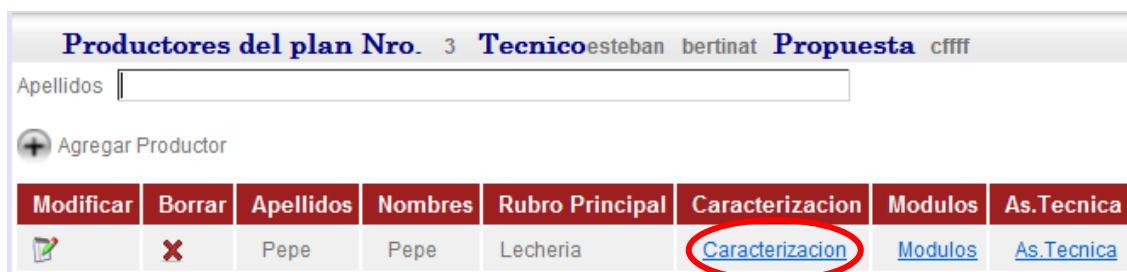 Productores del plan Nro. 3 Tecnicoesteban bertinat Propuesta cffff
Apellidos
Agregar Productor
Modificar Borrar Apellidos Nombres Rubro Principal Caracterizacion Modulos As.Tecnica
Pepe Pepe Lecheria Caracterizacion Modulos As.Tecnica